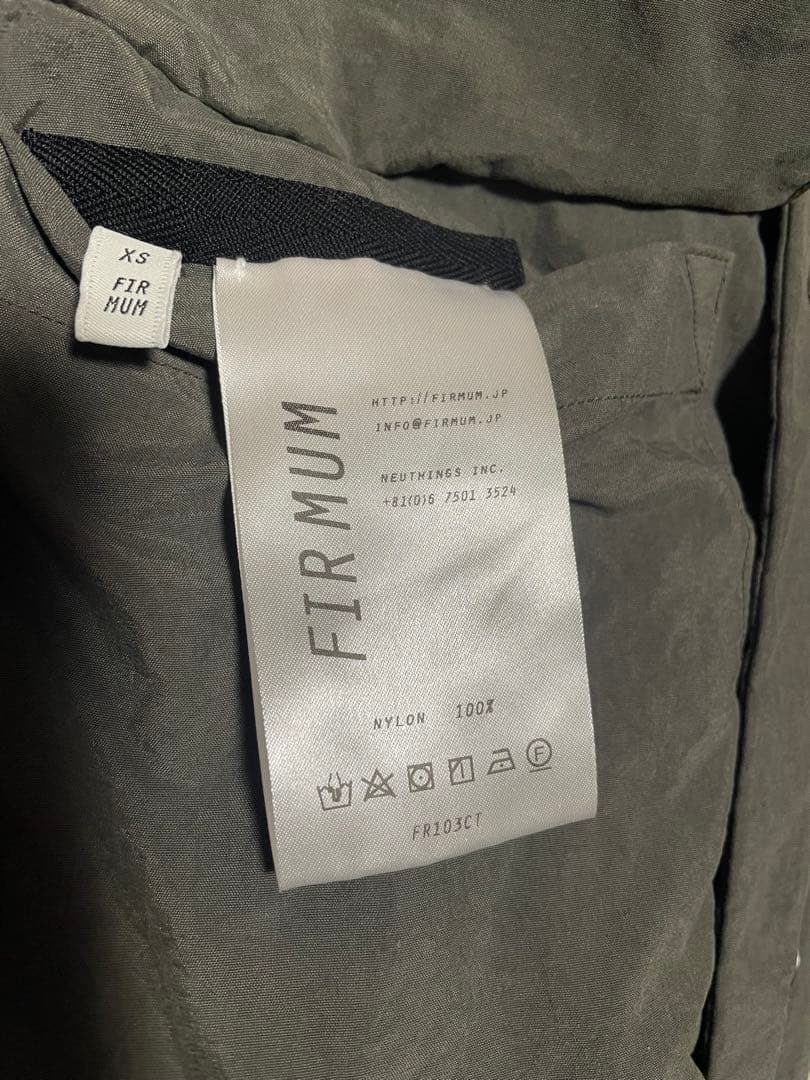 XS
FIR
MUM
FIRMUM
HTTP://FIRMUM.JP
INFO@FIRMUM.JP
NEUTHINGS INC.
+81(0)6 7501 3524
NYLON 100%
F
FR103CT